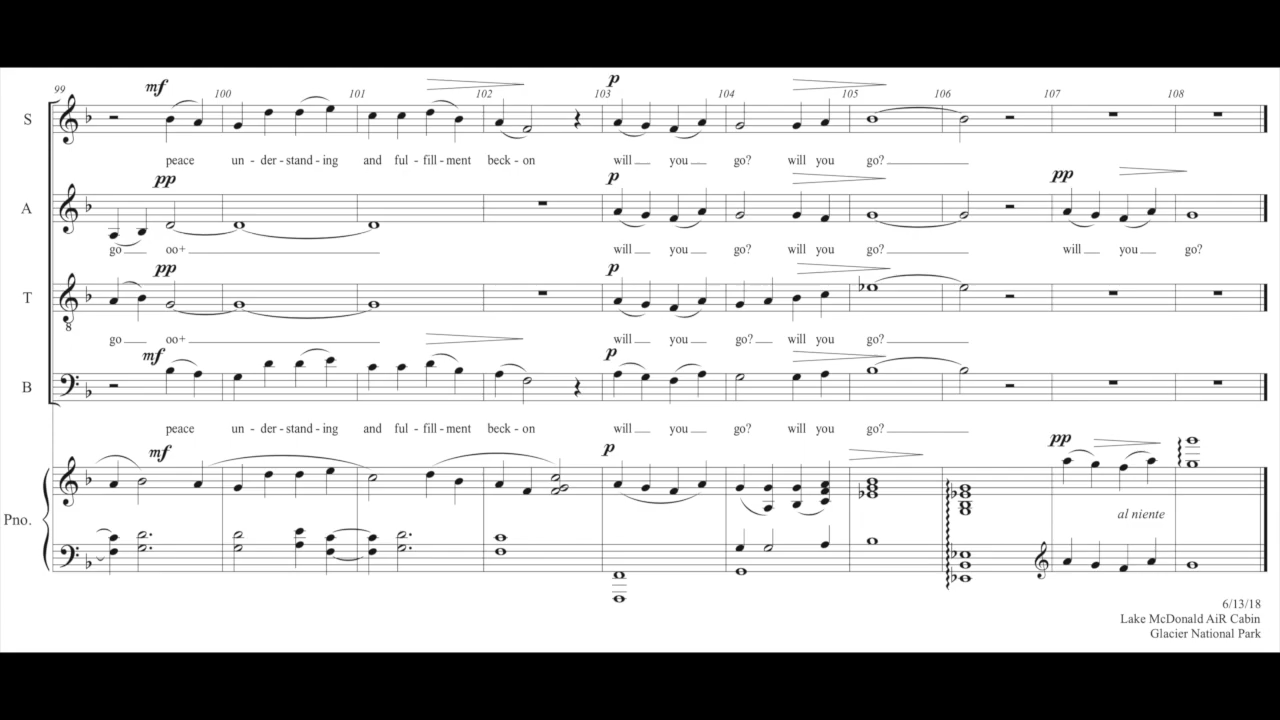 99 mf 100 101 102 103 p 104 105 106 107 108
S
peace un - der - stand - ing and ful - fill - ment beck - on will you go? will you go?
pp p pp
A
go oo+ will you go? will you go? will you go?
pp p
T
8
go oo+ will you go? will you go?
mf p
B
peace un - der - stand - ing and ful - fill - ment beck - on will you go? will you go?
mf p pp
Pno.
al niente
6/13/18
Lake McDonald AiR Cabin
Glacier National Park